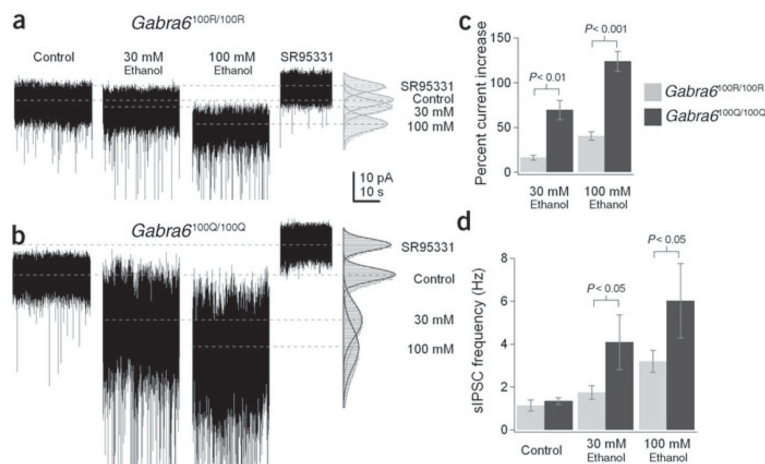 a
Gabra6100R/100R
Control
30 mM
Ethanol
100 mM
Ethanol
SR95331
SR95331
Control
30 mM
100 mM
10 pA
10 s
b
Gabra6100Q/100Q
SR95331
Control
30 mM
100 mM
c
Percent current increase
150
100
50
0
P< 0.01
P< 0.001
Gabra6100R/100R
Gabra6100Q/100Q
30 mM
Ethanol
100 mM
Ethanol
d
sIPSC frequency (Hz)
8
6
4
2
0
P< 0.05
P< 0.05
Control
30 mM
Ethanol
100 mM
Ethanol